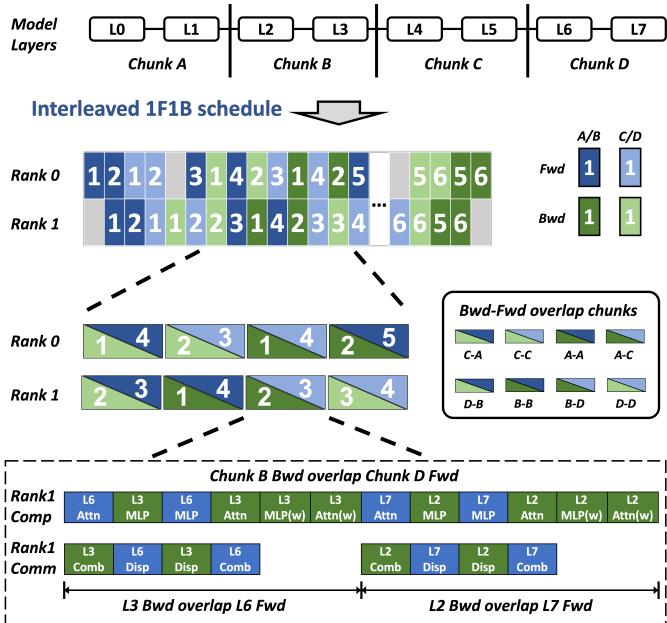 Model Layers
L0 L1 L2 L3 L4 L5 L6 L7
Chunk A Chunk B Chunk C Chunk D
Interleaved 1F1B schedule
A/B C/D
Rank 0 1 2 1 2 3 1 4 2 3 1 4 2 5 ... 5 6 5 6
Fwd 1 1
Rank 1 1 2 1 1 2 2 3 1 4 2 3 3 4 6 6 5 6
Bwd 1 1
Bwd-Fwd overlap chunks
Rank 0 1 4 2 3 1 4 2 5
C-A C-C A-A A-C
Rank 1 2 3 1 4 2 3 3 4
D-B B-B B-D D-D
Chunk B Bwd overlap Chunk D Fwd
Rank1 Comp
L6 Attn L3 MLP L6 MLP L3 Attn L3 MLP(w) L3 Attn(w) L7 Attn L2 MLP L7 MLP L2 Attn L2 MLP(w) L2 Attn(w)
Rank1 Comm
L3 Comb L6 Disp L3 Disp L6 Comb L2 Comb L7 Disp L2 Disp L7 Comb
L3 Bwd overlap L6 Fwd L2 Bwd overlap L7 Fwd